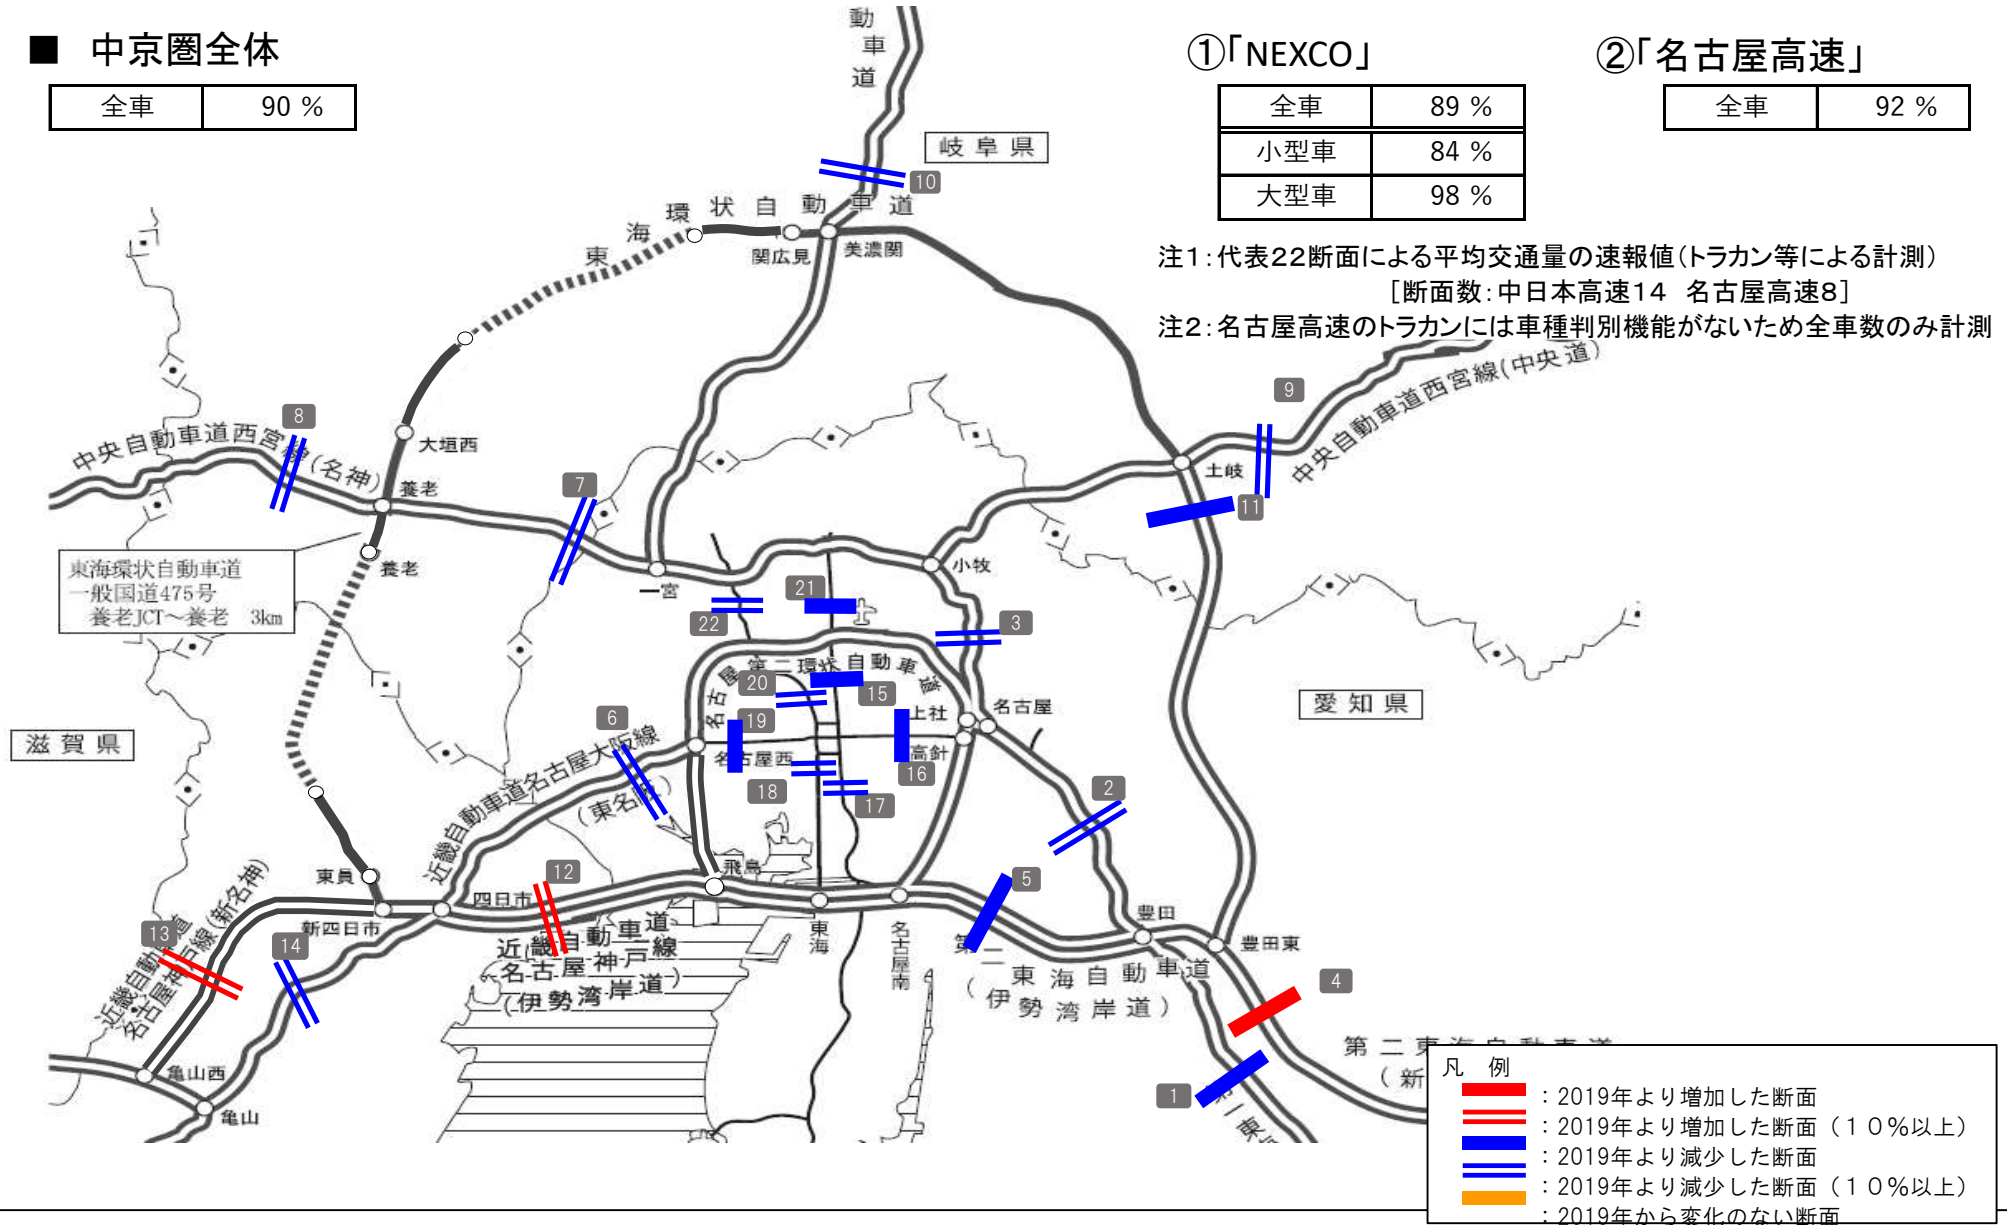 ■ 中京圏全体
全車 90 %
①「NEXCO」
全車 89 %
小型車 84 %
大型車 98 %
②「名古屋高速」
全車 92 %
注1:代表22断面による平均交通量の速報値(トラカン等による計測)
[断面数:中日本高速14 名古屋高速8]
注2:名古屋高速のトラカンには車種判別機能がないため全車数のみ計測
動車道
岐阜県
10
東海環状自動車道
関広見
美濃関
9
中央自動車道西宮線(中央道)
8
中央自動車道西宮線(名神)
大垣西
養老
7
土岐
11
養老
東海環状自動車道
一般国道475号
養老JCT~養老 3km
一宮
小牧
21
22
3
名古屋第二環状自動車道
20
15
19
上社
名古屋
愛知県
滋賀県
6
近畿自動車道名古屋大阪線
(東名阪)
名古屋西
高針
16
18
17
2
飛島
東員
12
5
四日市
新四日市
13
14
近畿自動車道
名古屋神戸線(新名神)
近畿自動車道
名古屋神戸線
(伊勢湾岸道)
東海
名古屋南
豊田
豊田東
第二東海自動車道
(伊勢湾岸道)
4
1
亀山西
亀山
第二東海自動車道
(新
第一東
凡 例
:2019年より増加した断面
:2019年より増加した断面(10%以上)
:2019年より減少した断面
:2019年より減少した断面(10%以上)
:2019年から変化のない断面